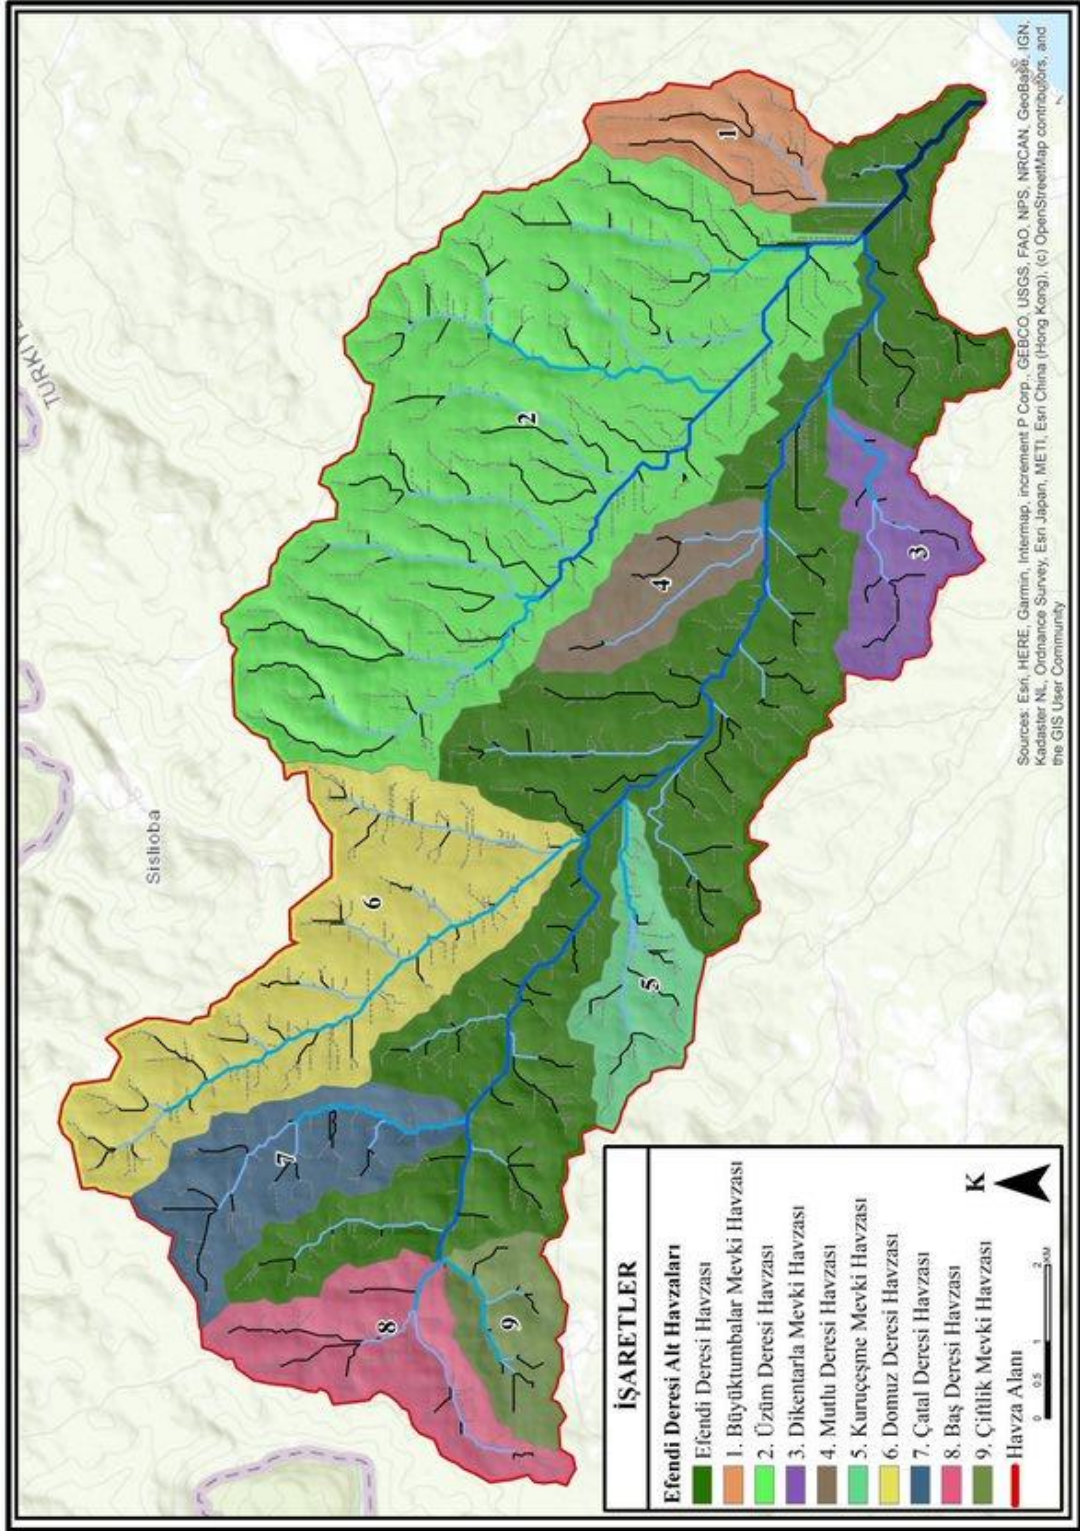 TURKIY
Sislioba
1
2
3
4
5
6
7
8
9
İŞARETLER
Efendi Deresi Alt Havzaları
Efendi Deresi Havzası
1. Büyüktumbalar Mevki Havzası
2. Üzüm Deresi Havzası
3. Dikentarla Mevki Havzası
4. Mutlu Deresi Havzası
5. Kuruçeşme Mevki Havzası
6. Domuz Deresi Havzası
7. Çatal Deresi Havzası
8. Baş Deresi Havzası
9. Çiftlik Mevki Havzası
Havza Alanı
K
0 0.5 1 2
KM
Sources: Esri, HERE, Garmin, Intermap, increment P Corp., GEBCO, USGS, FAO, NPS, NRCAN, GeoBase, IGN,
Kadaster NL, Ordnance Survey, Esri Japan, METI, Esri China (Hong Kong), (c) OpenStreetMap contributors, and
the GIS User Community